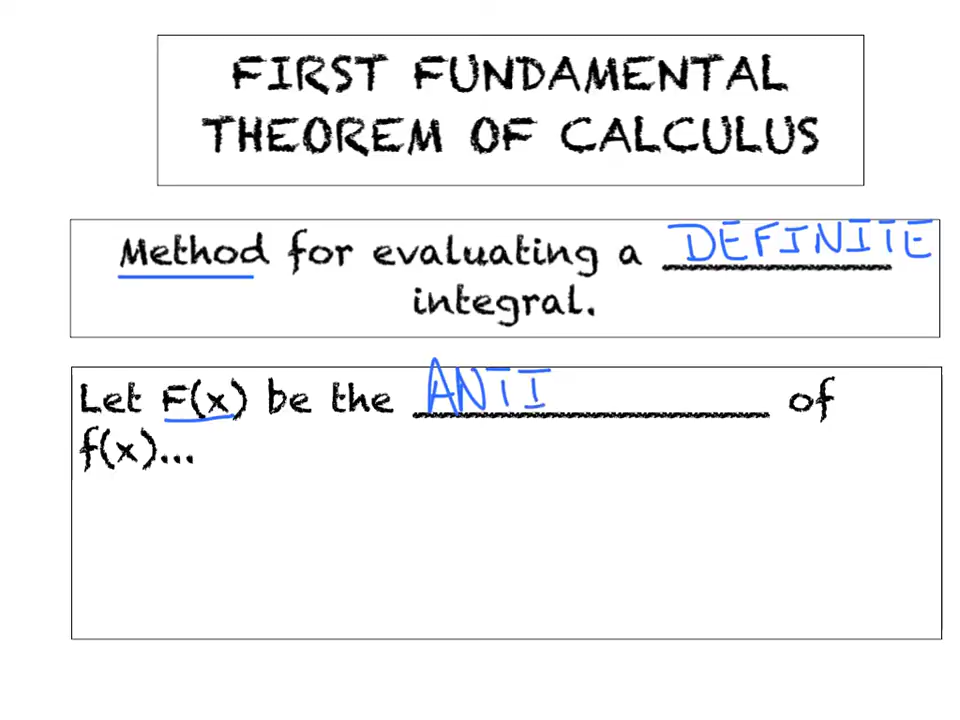 FIRST FUNDAMENTAL
THEOREM OF CALCULUS
Method for evaluating a DEFINITE
integral.
Let F(x) be the ANTI of
f(x)...